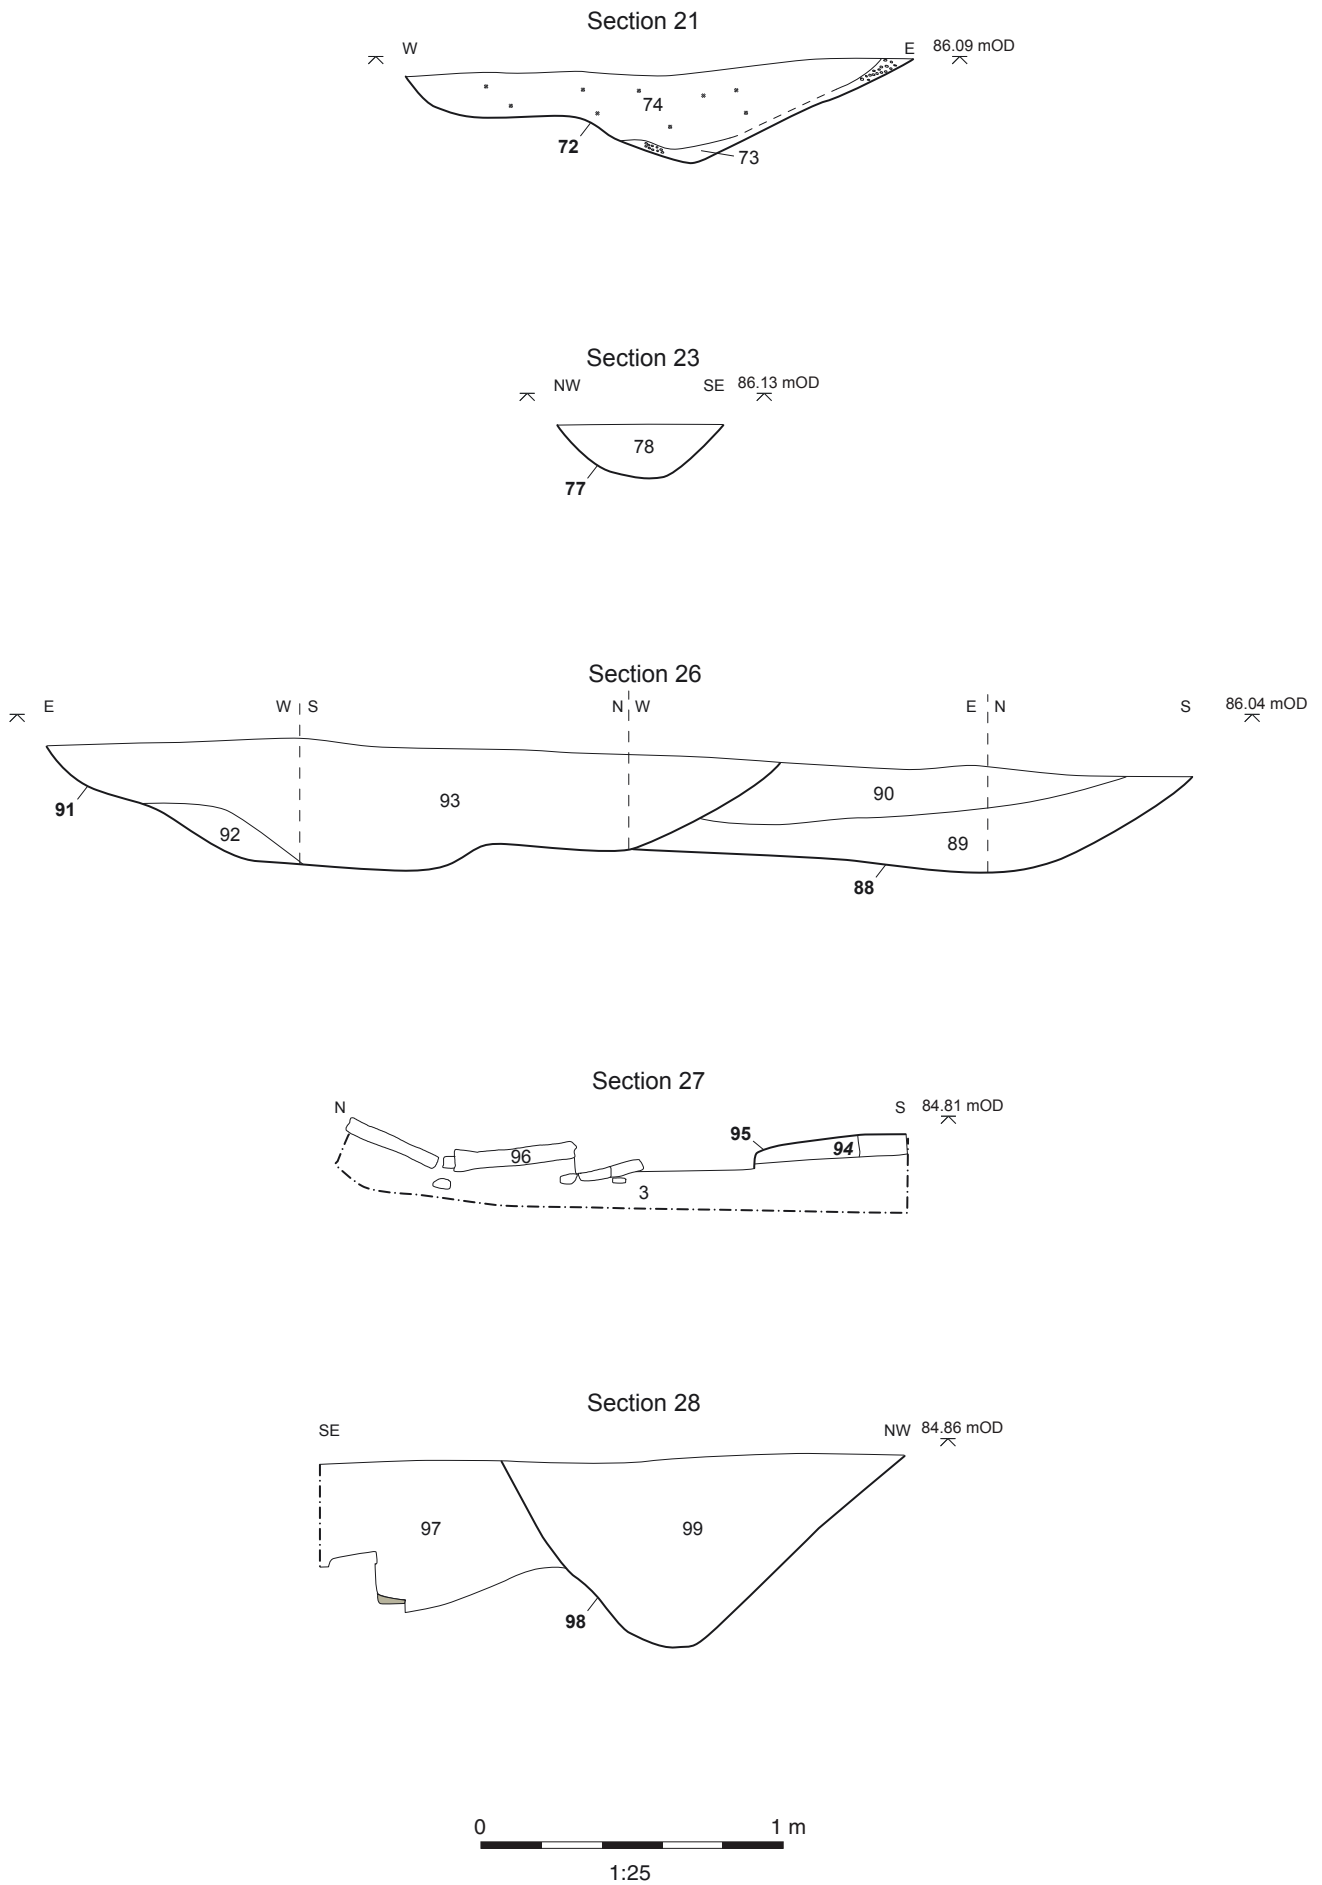 Section 21
W E 86.09 mOD
74
72
73
Section 23
NW SE 86.13 mOD
78
77
Section 26
E W S N W E N S 86.04 mOD
93
90
91
92
89
88
Section 27
N S 84.81 mOD
95
94
96
3
Section 28
SE NW 84.86 mOD
97
99
98
0 1 m
1:25